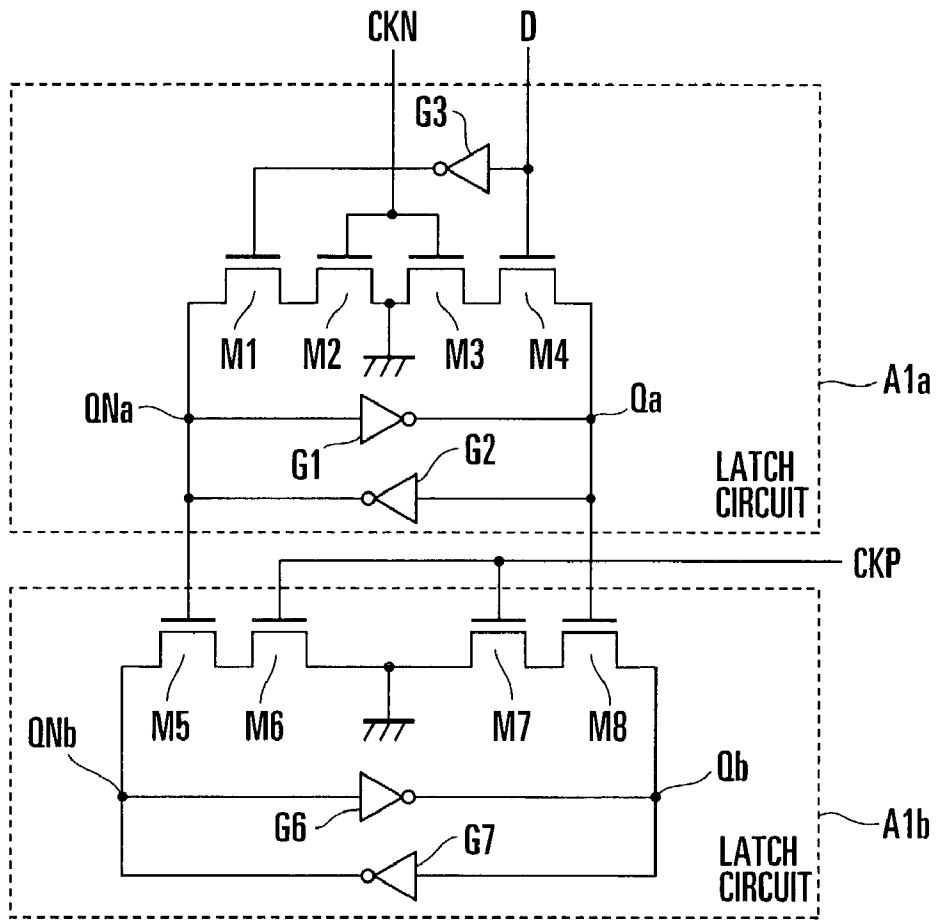 CKN
D
G3
M1
M2
M3
M4
A1a
QNa
Qa
G1
G2
LATCH
CIRCUIT
CKP
M5
M6
M7
M8
QNb
Qb
G6
G7
A1b
LATCH
CIRCUIT